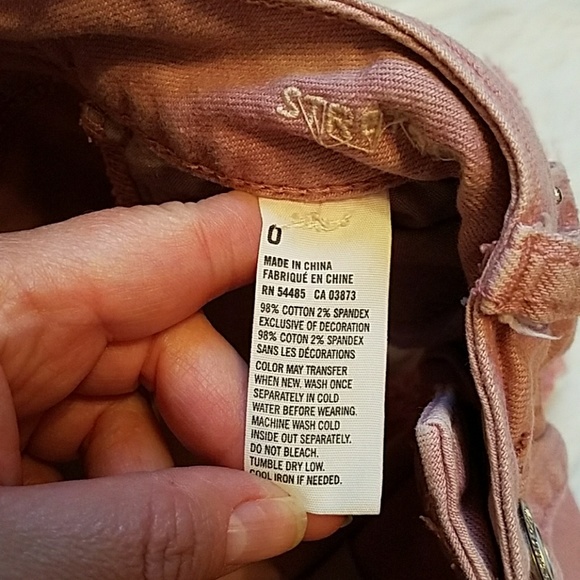 0
MADE IN CHINA
FABRIQUÉ EN CHINE
RN 54485 CA 03873
98% COTTON 2% SPANDEX
EXCLUSIVE OF DECORATION
98% COTON 2% SPANDEX
SANS LES DÉCORATIONS
COLOR MAY TRANSFER
WHEN NEW. WASH ONCE
SEPARATELY IN COLD
WATER BEFORE WEARING.
MACHINE WASH COLD
INSIDE OUT SEPARATELY.
DO NOT BLEACH.
TUMBLE DRY LOW.
COOL IRON IF NEEDED.